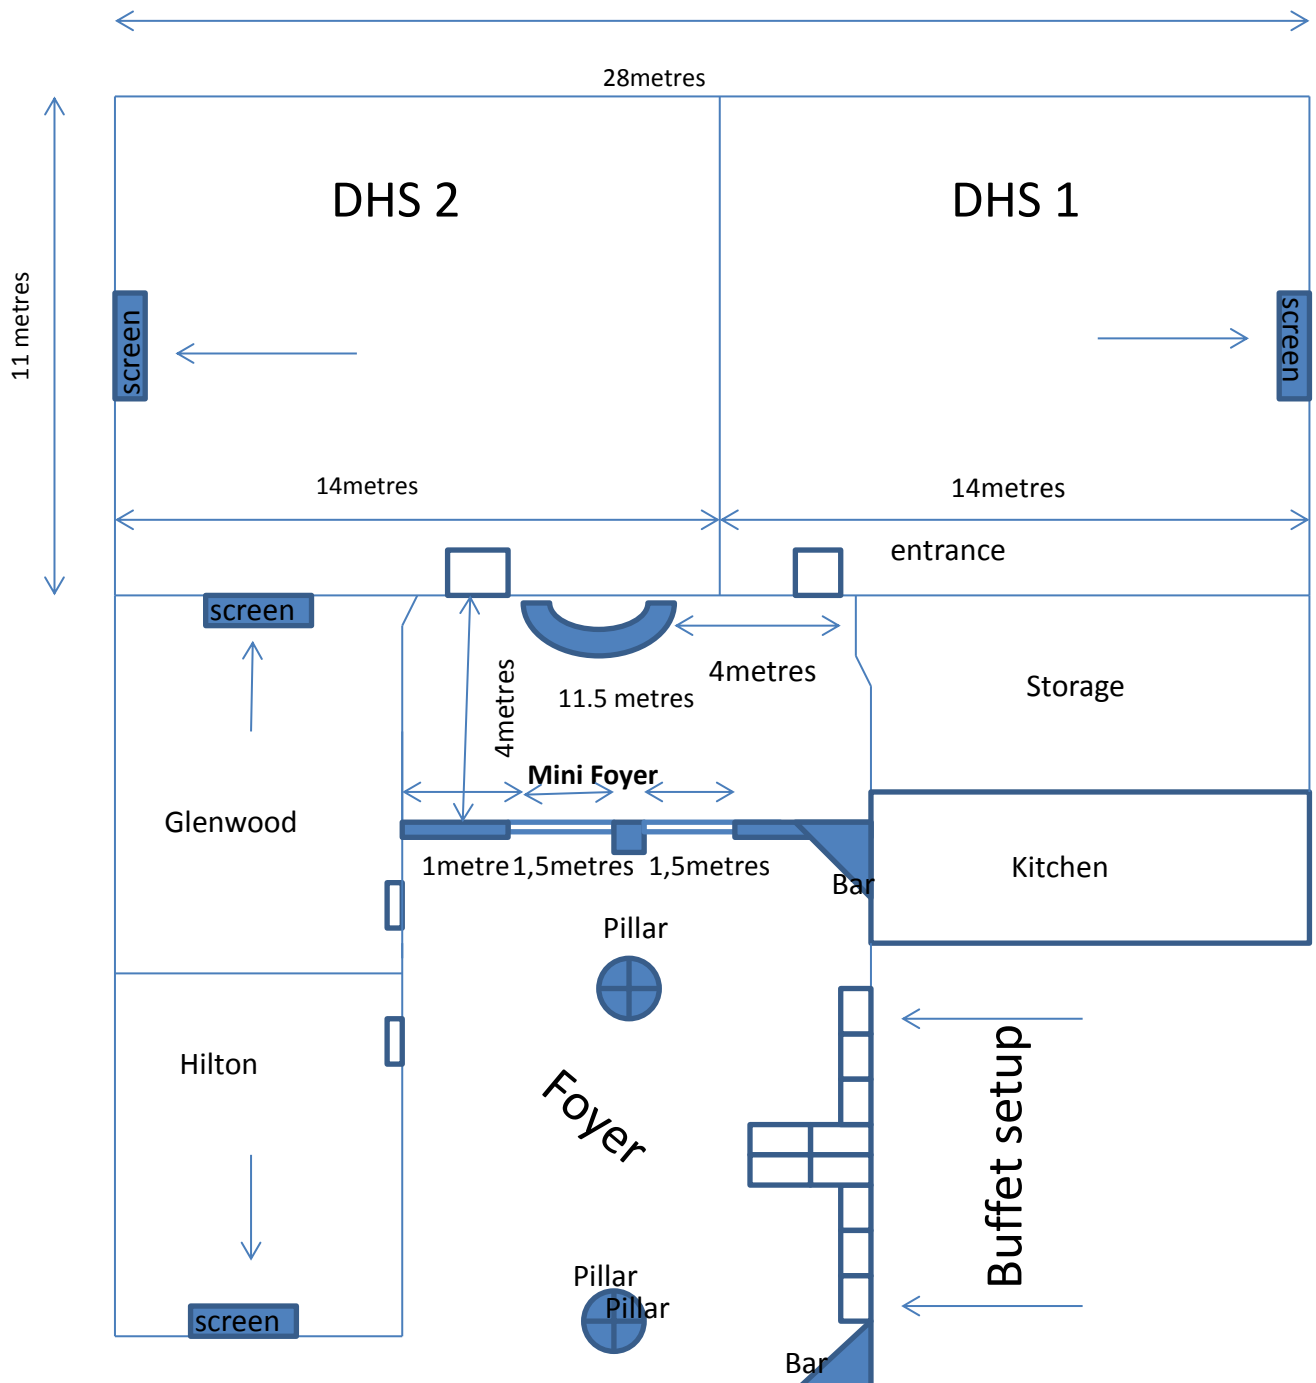 28metres
DHS 2
DHS 1
11 metres
screen
screen
14metres
14metres
entrance
screen
4metres
11.5 metres
4metres
Storage
Mini Foyer
Glenwood
1metre
1,5metres
1,5metres
Bar
Kitchen
Pillar
Hilton
Foyer
Buffet setup
Pillar
Pillar
screen
Bar